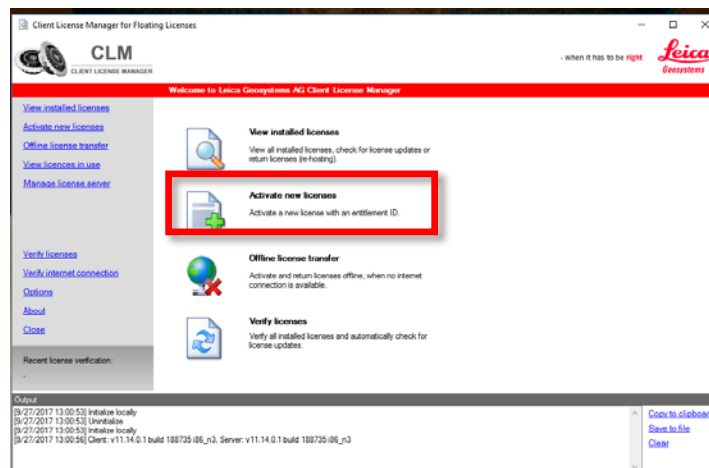 Client License Manager for Floating Licenses
CLM
CLIENT LICENSE MANAGER
- when it has to be right
Leica
Geosystems
Welcome to Leica Geosystems AG Client License Manager
View installed licenses
Activate new licenses
Offline license transfer
View licences in use
Manage license server
Verify licenses
Verify internet connection
Options
About
Close
Recent license verification:
-
View installed licenses
View all installed licenses, check for license updates or
return licenses (re-hosting).
Activate new licenses
Activate a new license with an entitlement ID.
Offline license transfer
Activate and return licenses offline, when no internet
connection is available.
Verify licenses
Verify all installed licenses and automatically check for
license updates.
Output
[9/27/2017 13:00:53] Initialize locally
[9/27/2017 13:00:53] Uninitialize
[9/27/2017 13:00:53] Initialize locally
[9/27/2017 13:00:56] Client: v11.14.0.1 build 188735 i86_n3, Server: v11.14.0.1 build 188735 i86_n3
Copy to clipboar
Save to file
Clear